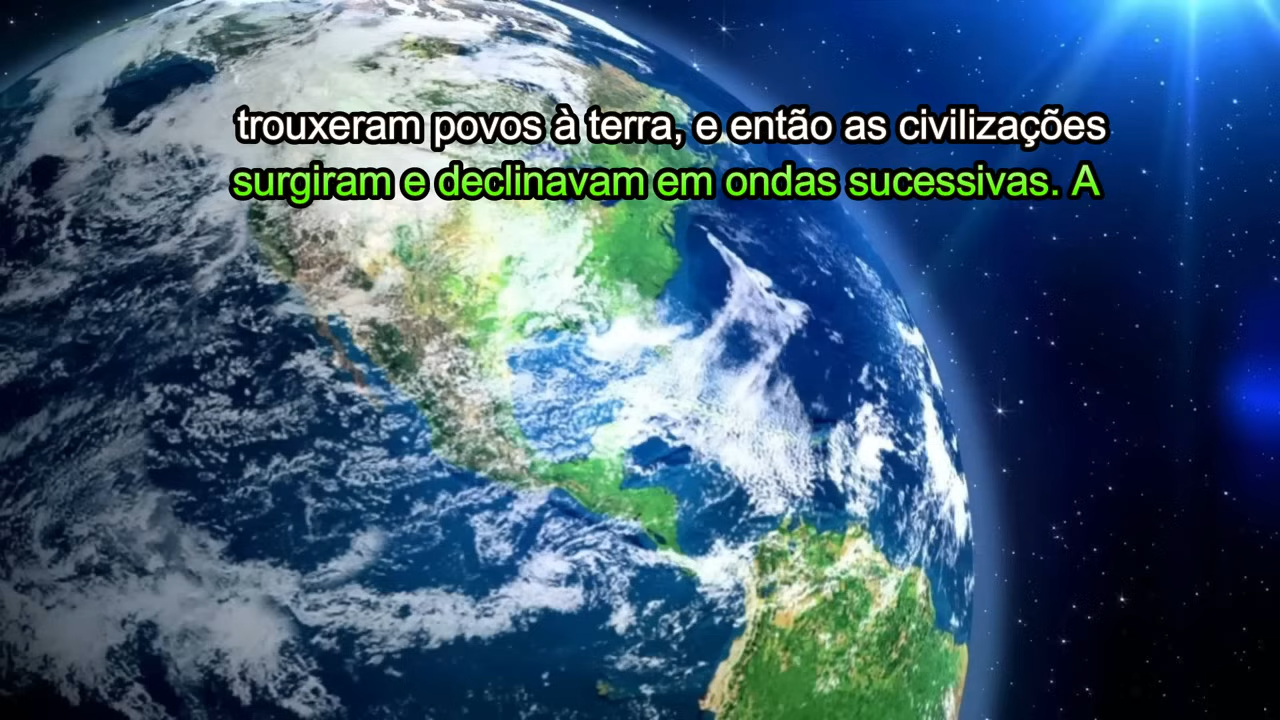 trouxeram povos à terra, e então as civilizações
surgiram e declinavam em ondas sucessivas. A